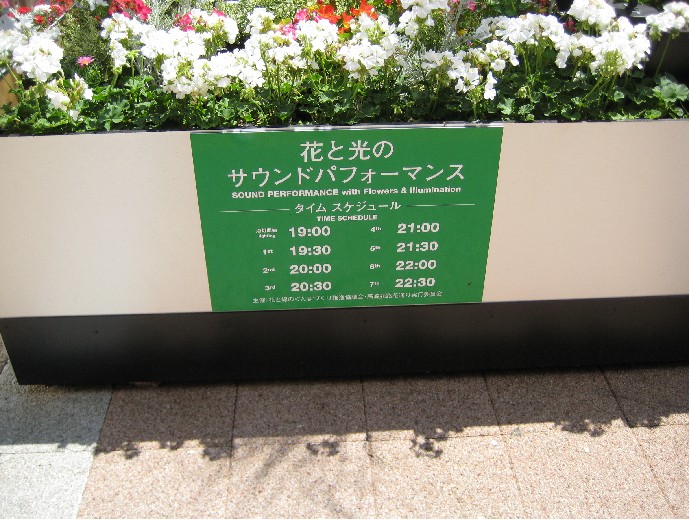 花と光の
サウンドパフォーマンス
SOUND PERFORMANCE with Flowers & Illumination
タイム スケジュール
TIME SCHEDULE
lighting 19:00
1st 19:30
2nd 20:00
3rd 20:30
4th 21:00
5th 21:30
6th 22:00
7th 22:30